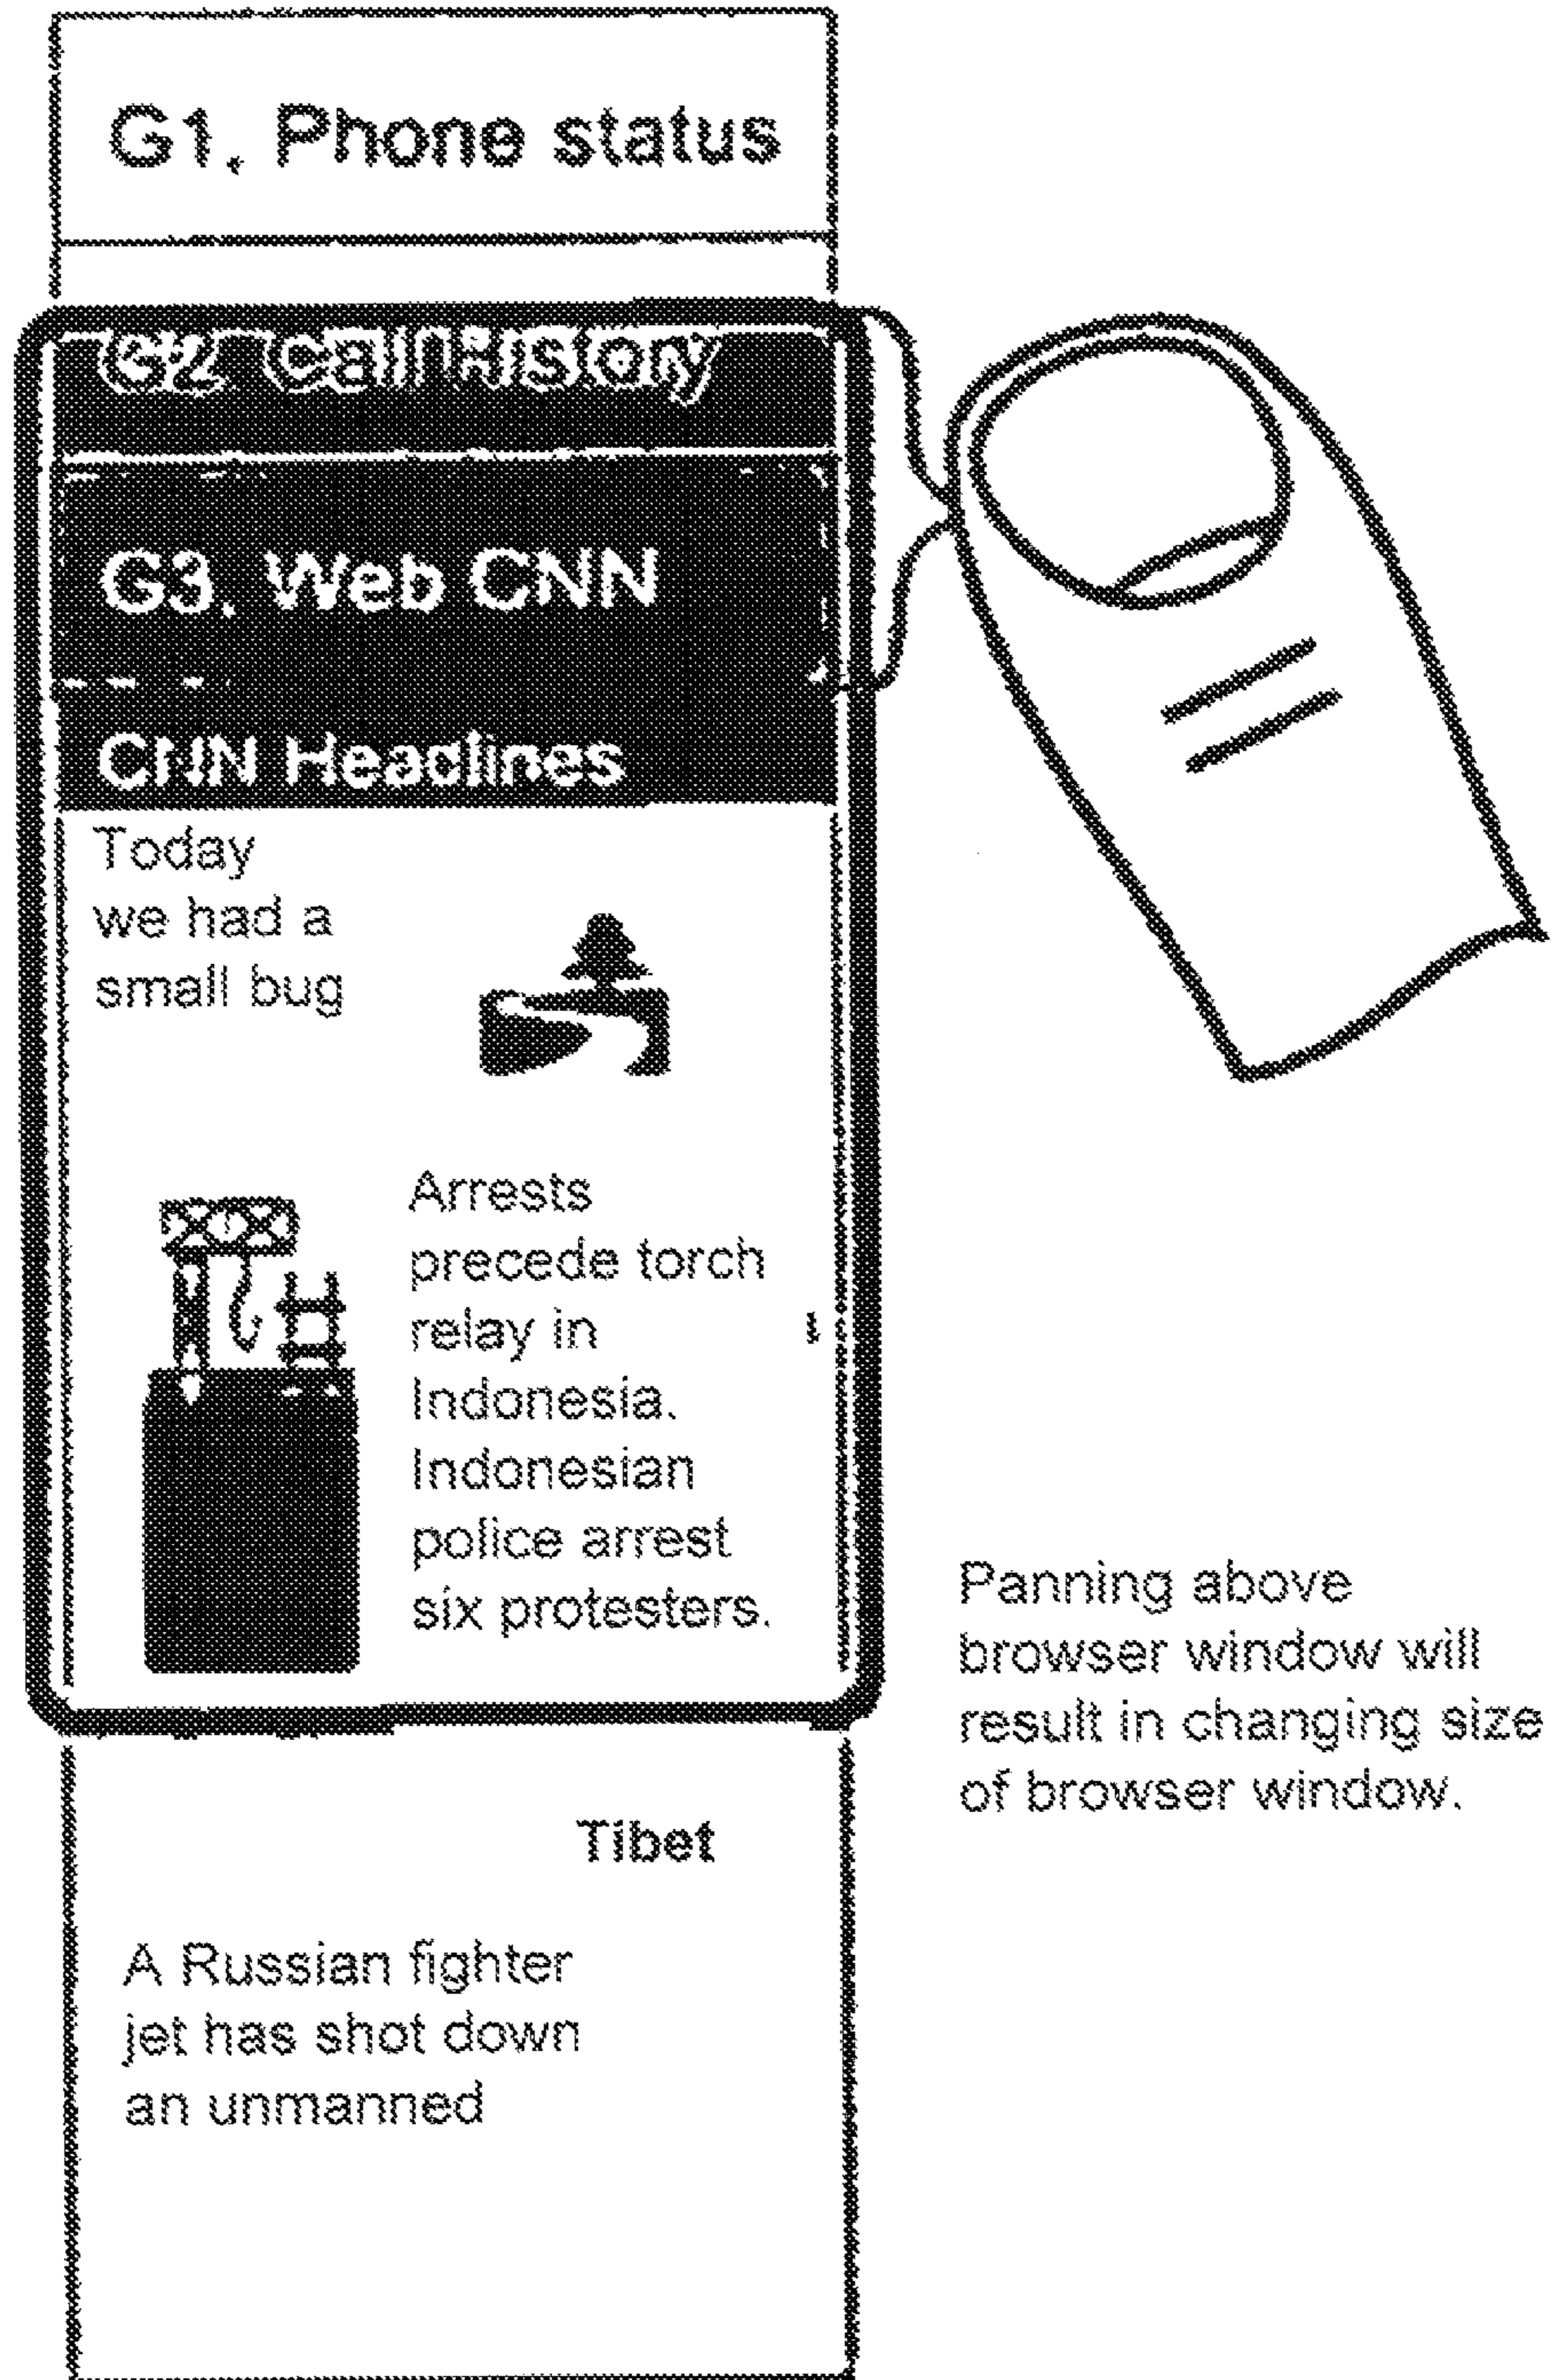 G1. Phone status
G2. Call History
G3. Web CNN
CNN Headlines
Today
we had a
small bug
Arrests
precede torch
relay in
Indonesia.
Indonesian
police arrest
six protesters.
Panning above
browser window will
result in changing size
of browser window.
Tibet
A Russian fighter
jet has shot down
an unmanned